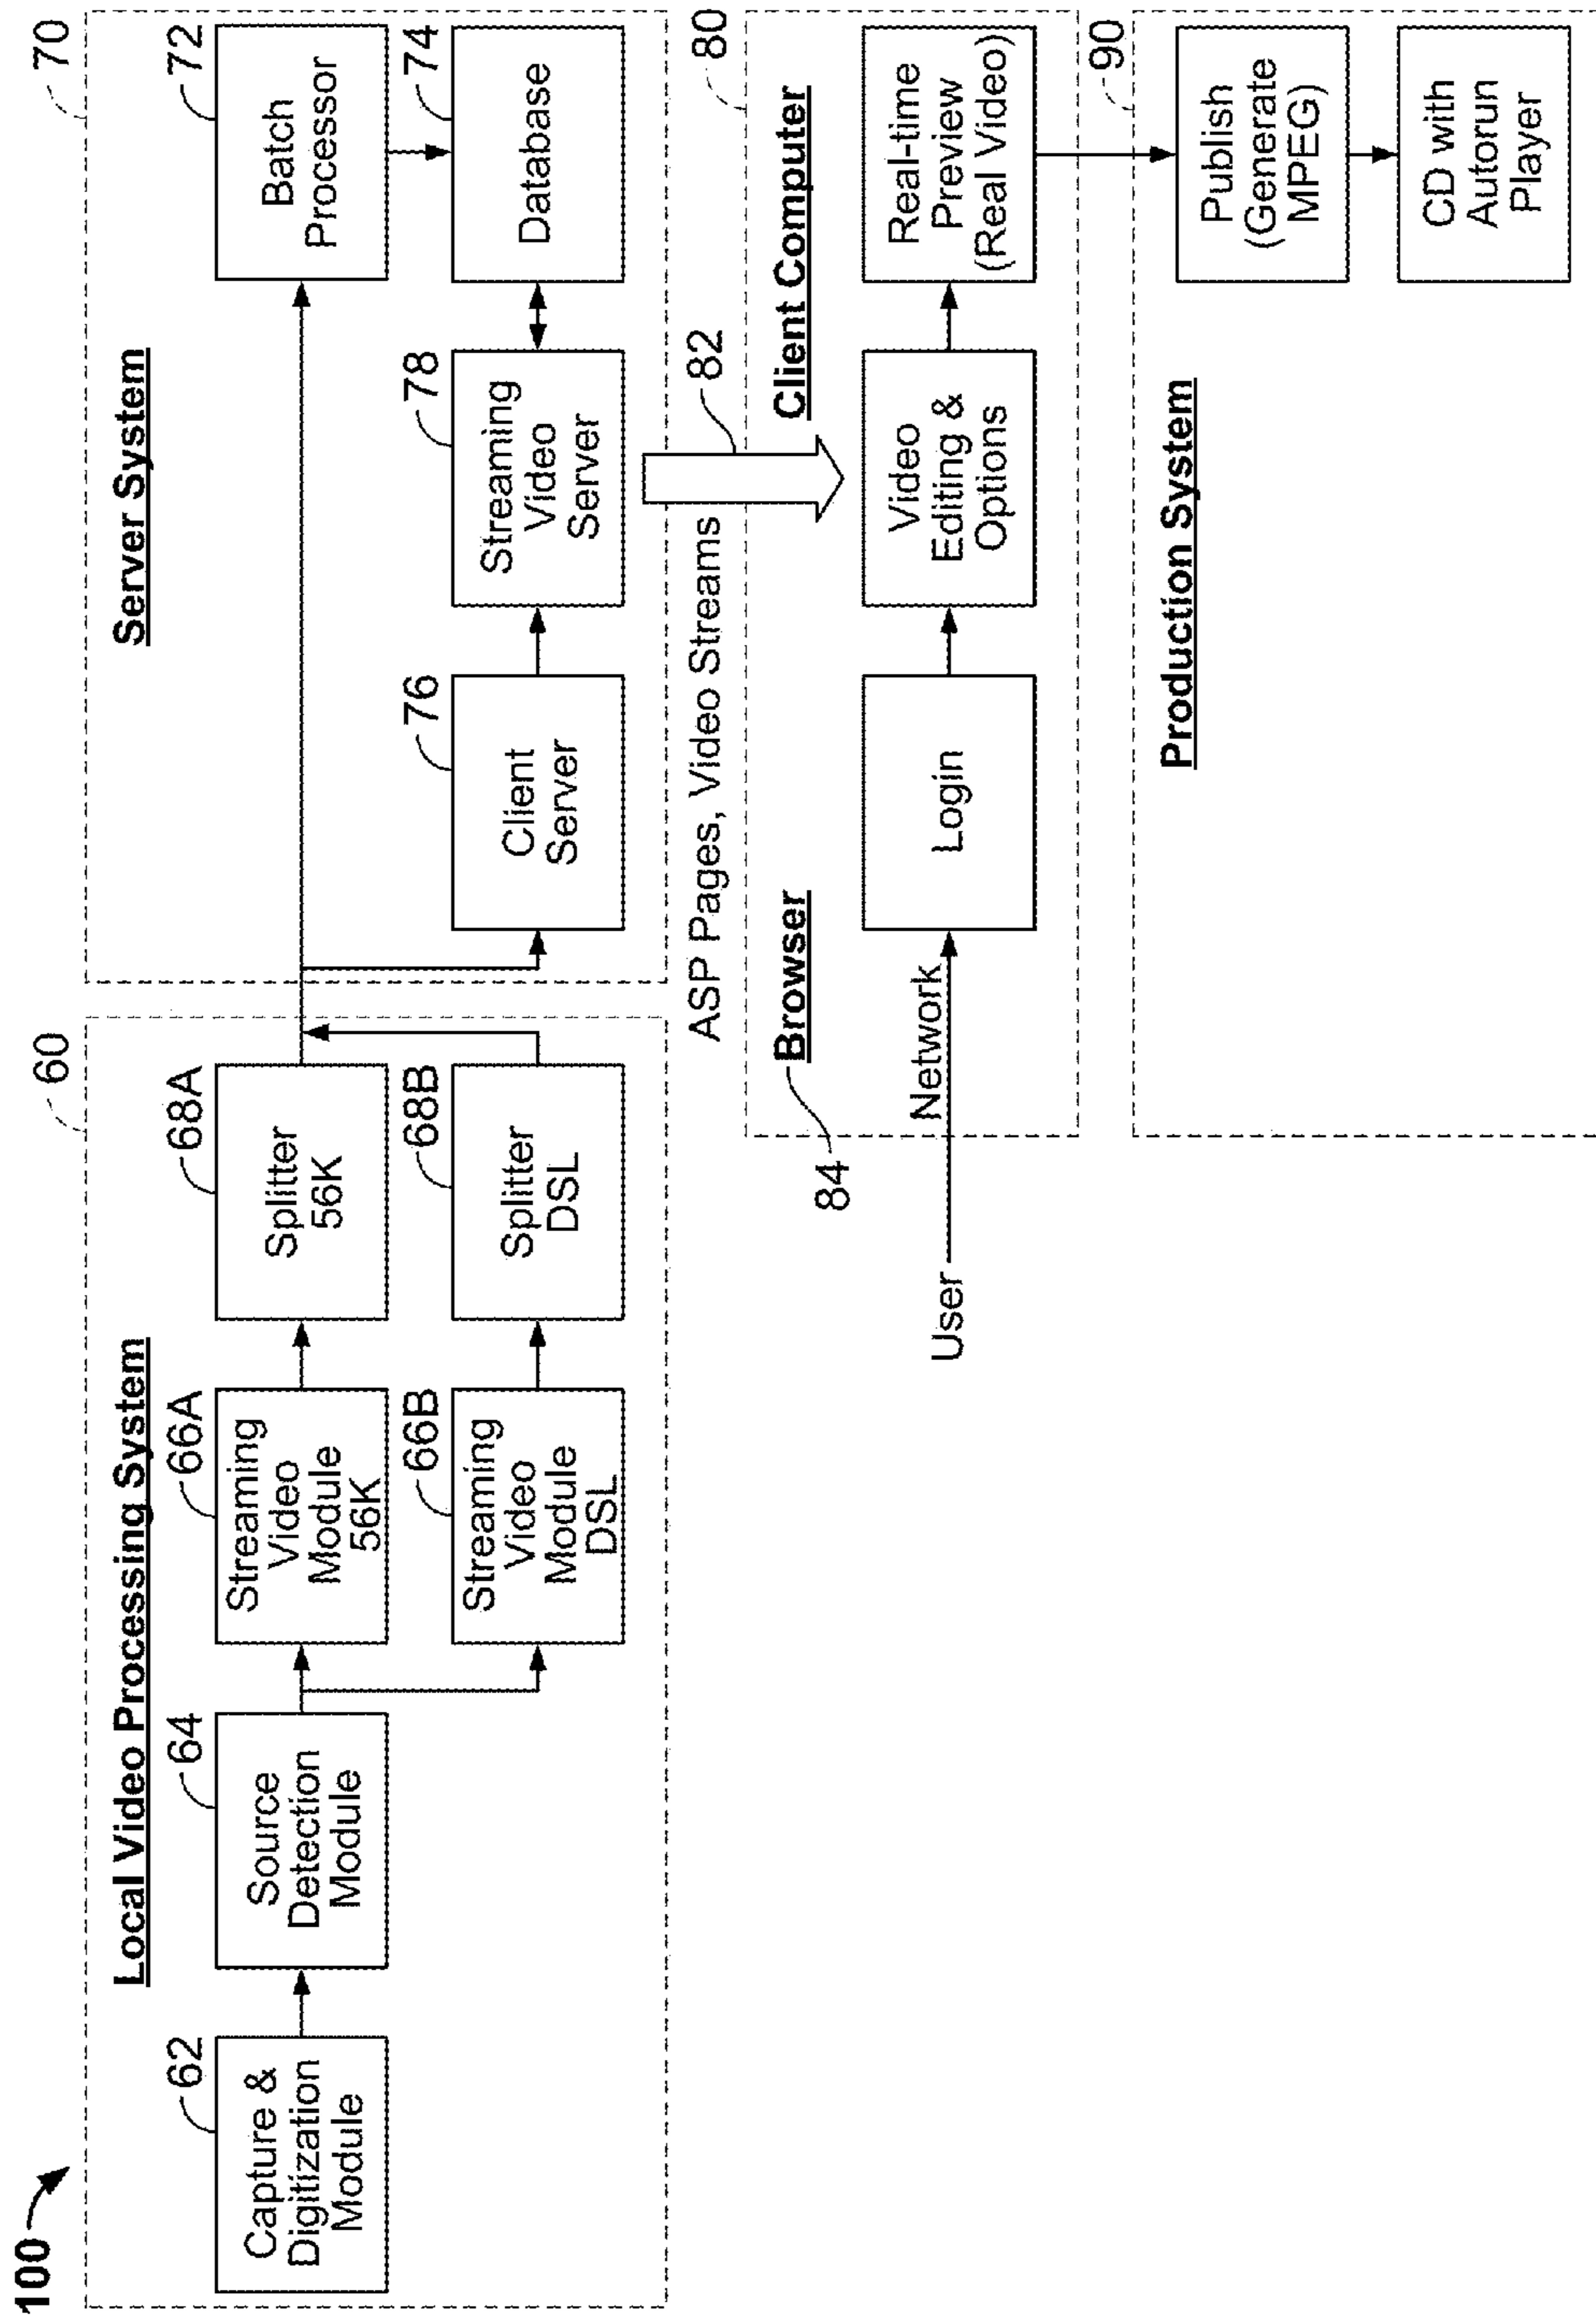 100
60
Local Video Processing System
62
Capture &
Digitization
Module
64
Source
Detection
Module
66A
Streaming
Video
Module
56K
68A
Splitter
56K
66B
Streaming
Video
Module
DSL
68B
Splitter
DSL
70
Server System
72
Batch
Processor
74
Database
76
Client
Server
78
Streaming
Video
Server
ASP Pages, Video Streams
82
80
84
Browser
Client Computer
User
Network
Login
Video
Editing &
Options
Real-time
Preview
(Real Video)
90
Production System
Publish
(Generate
MPEG)
CD with
Autorun
Player